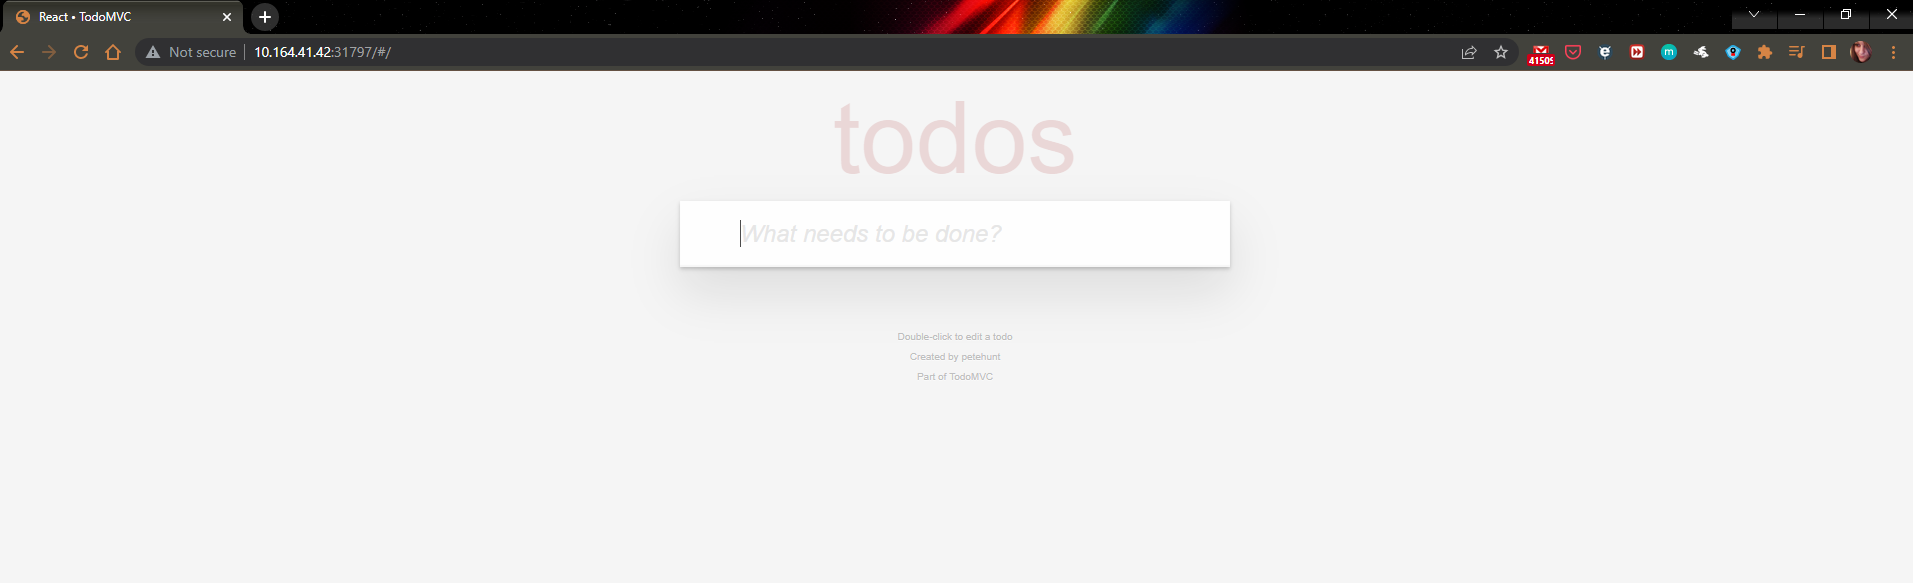 React • TodoMVC
Not secure
10.164.41.42:31797/#/
41509
m
todos
What needs to be done?
Double-click to edit a todo
Created by petehunt
Part of TodoMVC